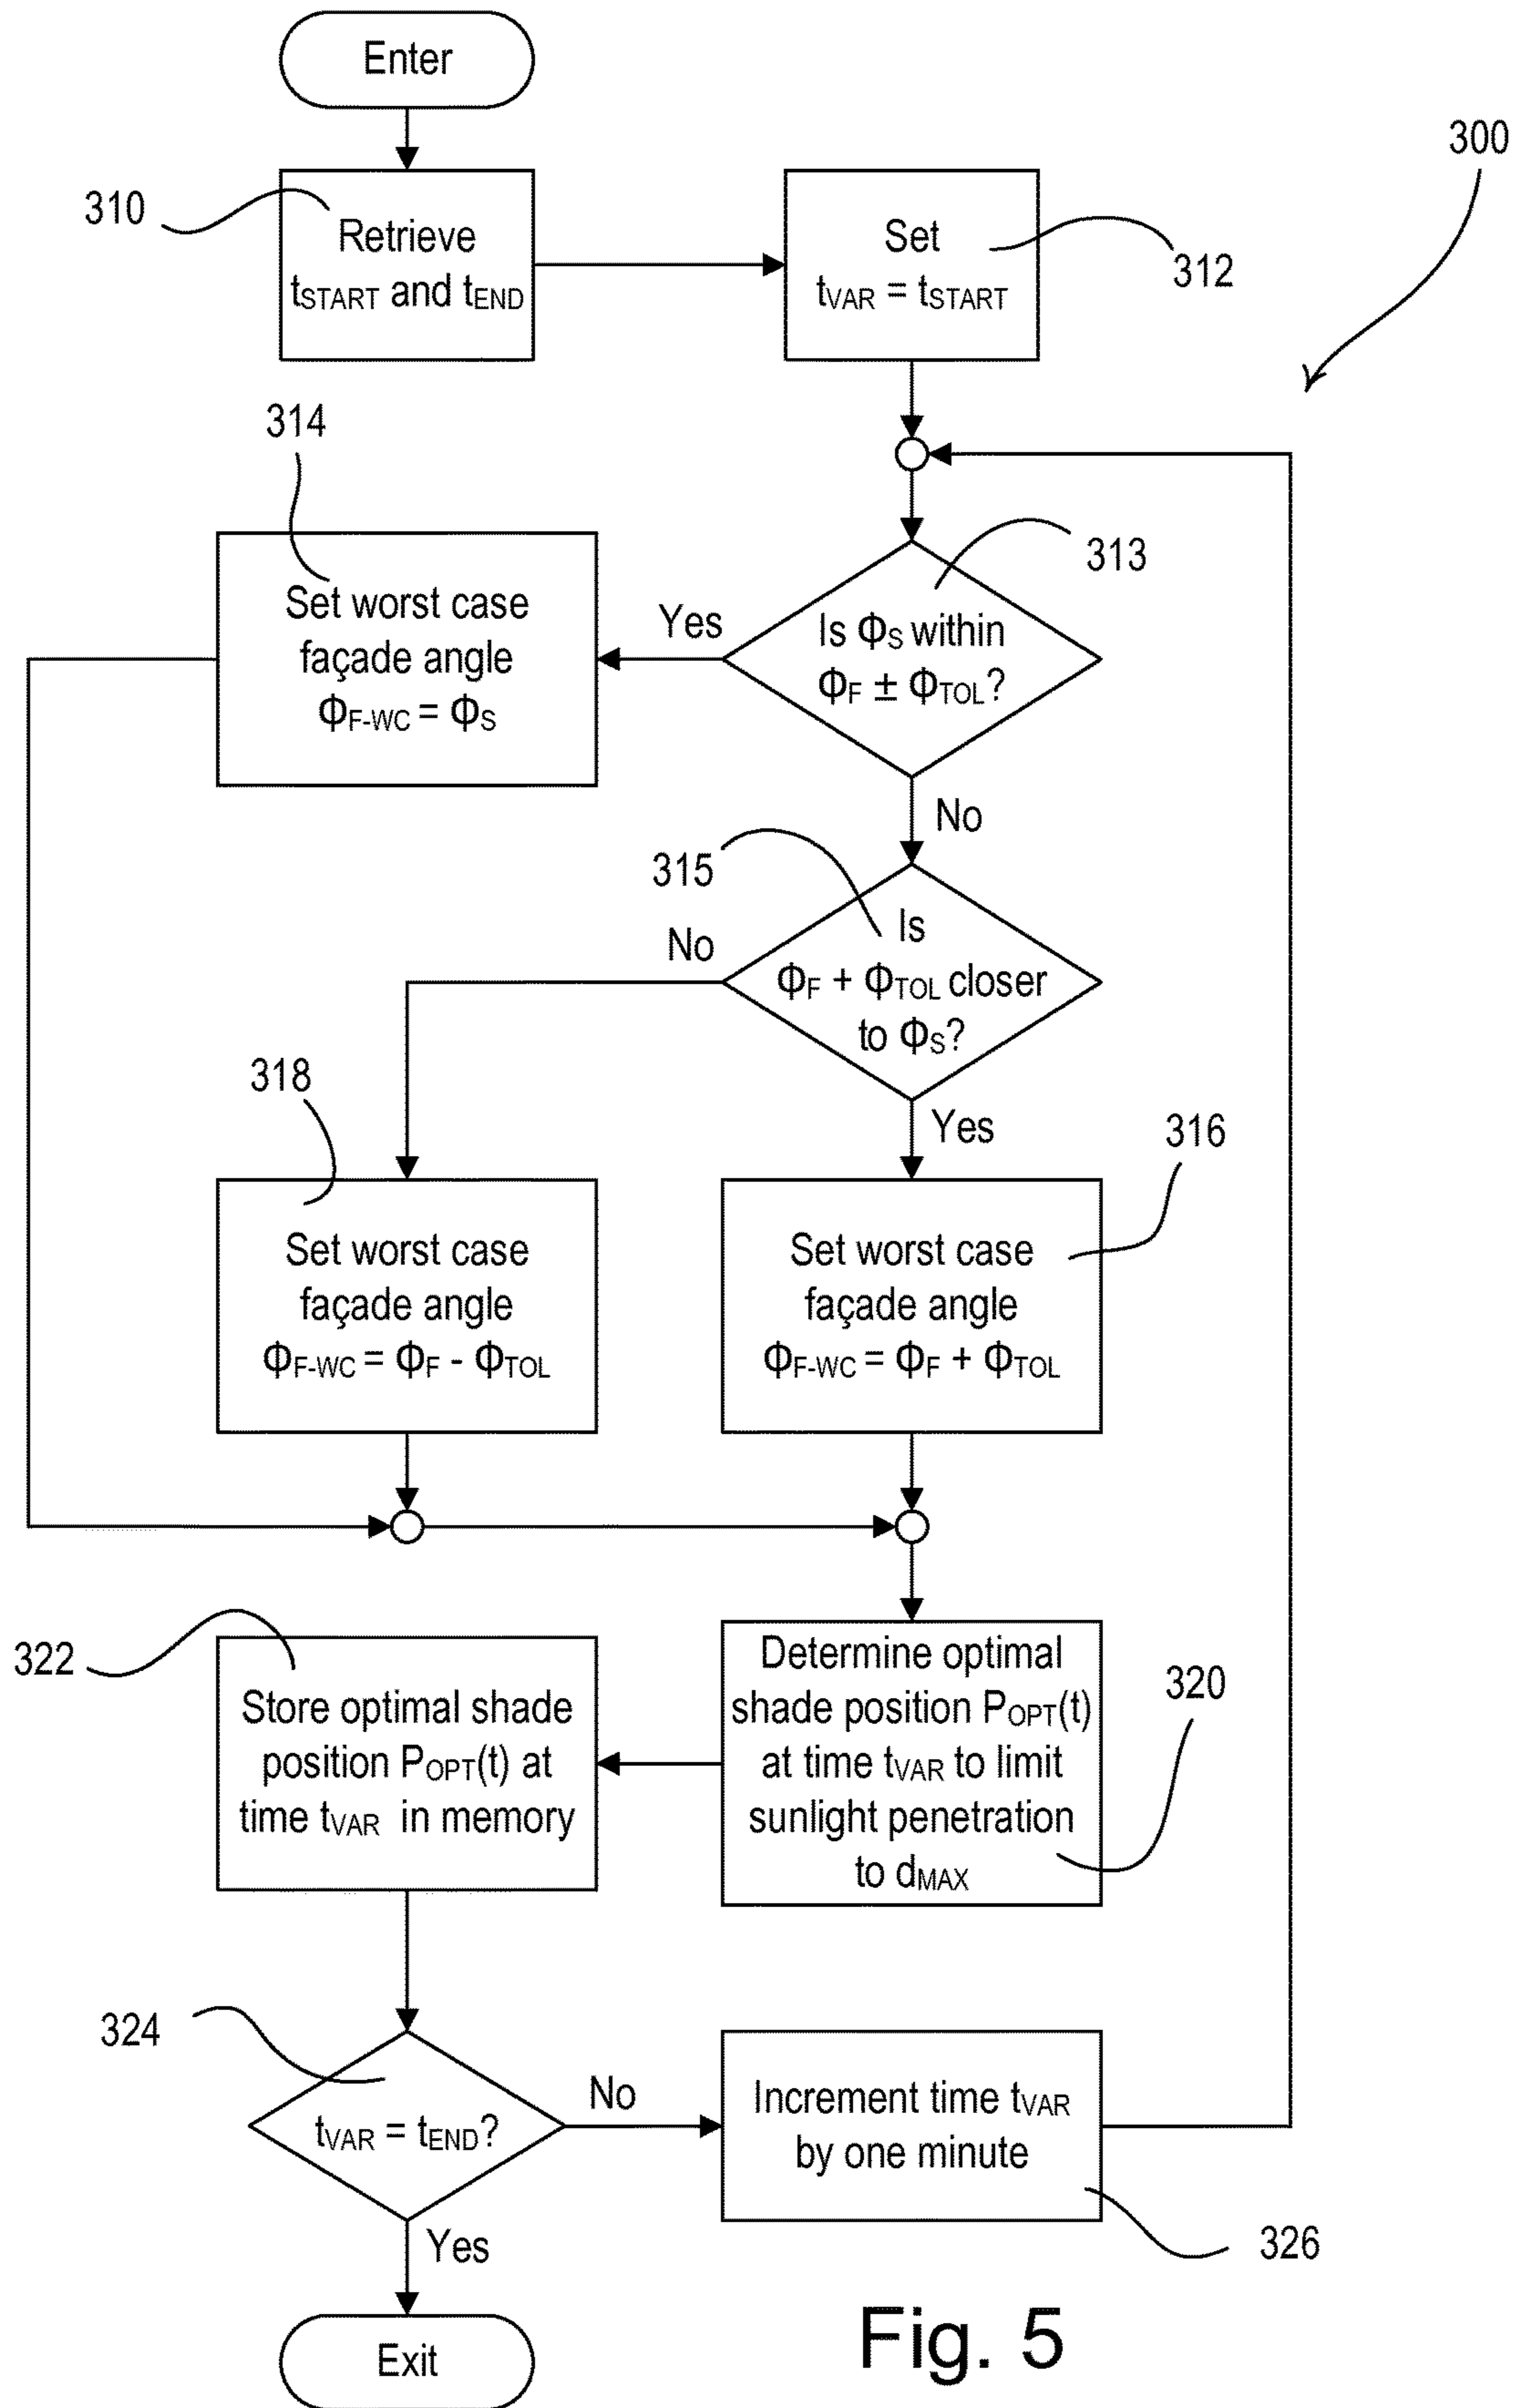 Enter
300
310
Retrieve
tSTART and tEND
Set
tVAR = tSTART
312
314
Set worst case
façade angle
ΦF-WC = ΦS
Yes
313
Is ΦS within
ΦF ± ΦTOL?
No
315
Is
ΦF + ΦTOL closer
to ΦS?
No
Yes
318
Set worst case
façade angle
ΦF-WC = ΦF - ΦTOL
316
Set worst case
façade angle
ΦF-WC = ΦF + ΦTOL
320
Determine optimal
shade position POPT(t)
at time tVAR to limit
sunlight penetration
to dMAX
322
Store optimal shade
position POPT(t) at
time tVAR in memory
324
tVAR = tEND?
No
Increment time tVAR
by one minute
326
Yes
Exit
Fig. 5